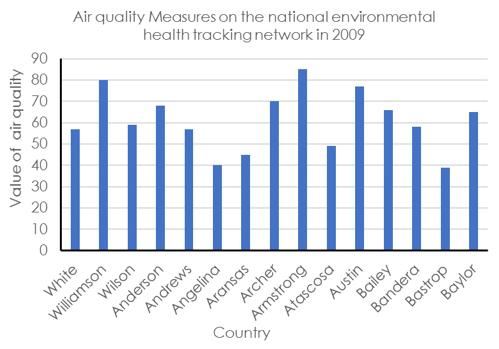 Air quality Measures on the national environmental
health tracking network in 2009
Value of air quality
90
80
70
60
50
40
30
20
10
0
White
Williamson
Wilson
Anderson
Andrews
Angelina
Aransas
Archer
Armstrong
Atascosa
Austin
Bailey
Bandera
Bastrop
Baylor
Country